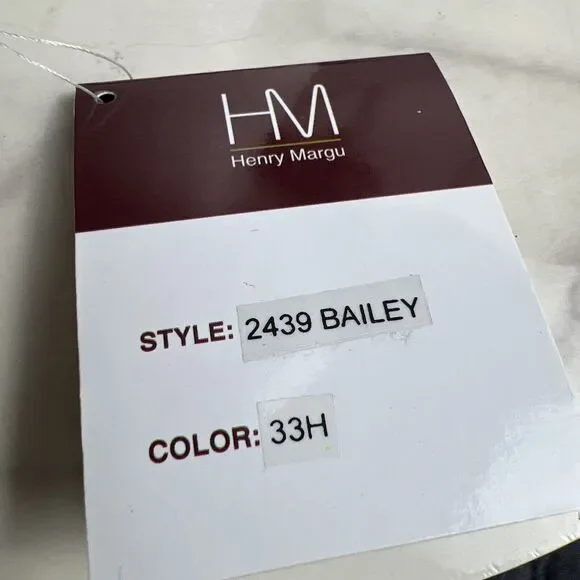 HM
Henry Margu
STYLE: 2439 BAILEY
COLOR: 33H